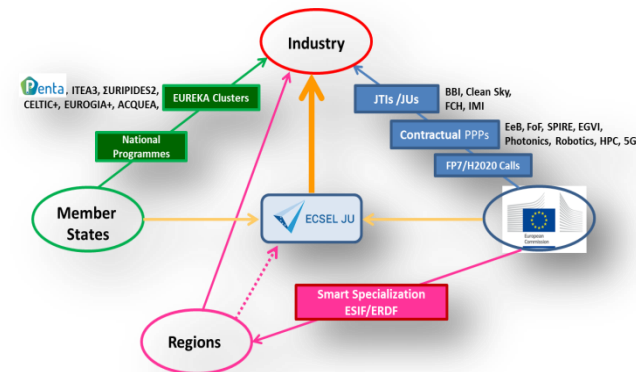 Industry
Penta, ITEA3, ΣURIPIDES2,
CELTIC+, EUROGIA+, ACQUEA,
EUREKA Clusters
JTIs /JUs
BBI, Clean Sky,
FCH, IMI
National
Programmes
Contractual PPPs
EeB, FoF, SPIRE, EGVI,
Photonics, Robotics, HPC, 5G
FP7/H2020 Calls
Member
States
ECSEL JU
European
Commission
Smart Specialization
ESIF/ERDF
Regions